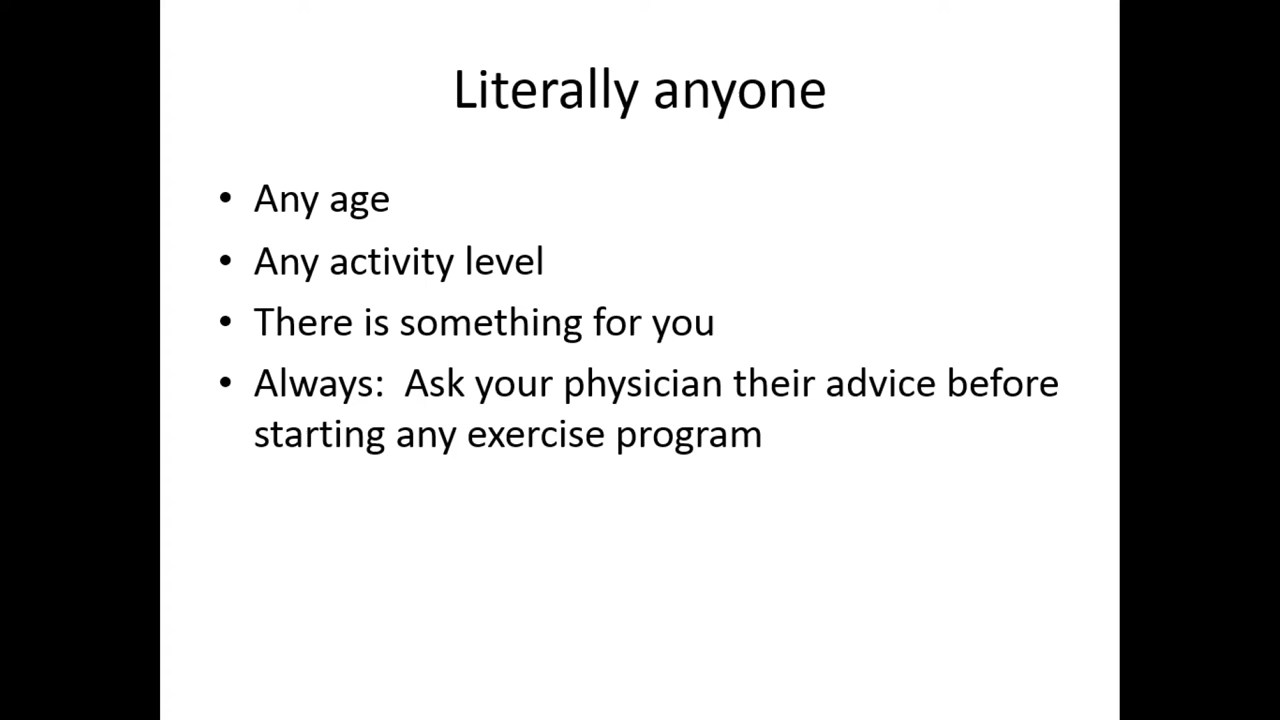 Literally anyone
• Any age
• Any activity level
• There is something for you
• Always:  Ask your physician their advice before
starting any exercise program